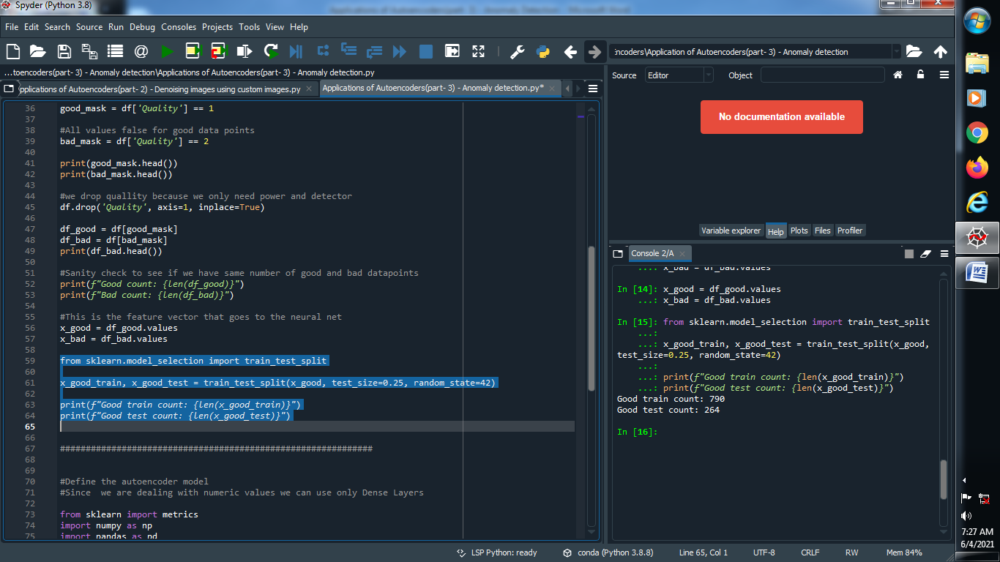 Spyder (Python 3.8)
File Edit Search Source Run Debug Consoles Projects Tools View Help
ncoders\Application of Autoencoders(part- 3) - Anomaly detection
...toencoders(part- 3) - Anomaly detection\Applications of Autoencoders(part- 3) - Anomaly detection.py
pplications of Autoencoders(part- 2) - Denoising images using custom images.py
Applications of Autoencoders(part- 3) - Anomaly detection.py*
36 good_mask = df['Quality'] == 1
37
38 #All values false for good data points
39 bad_mask = df['Quality'] == 2
40
41 print(good_mask.head())
42 print(bad_mask.head())
43
44 #we drop quallity because we only need power and detector
45 df.drop('Quality', axis=1, inplace=True)
46
47 df_good = df[good_mask]
48 df_bad = df[bad_mask]
49 print(df_bad.head())
50
51 #Sanity check to see if we have same number of good and bad datapoints
52 print(f"Good count: {len(df_good)}")
53 print(f"Bad count: {len(df_bad)}")
54
55 #This is the feature vector that goes to the neural net
56 x_good = df_good.values
57 x_bad = df_bad.values
58
59 from sklearn.model_selection import train_test_split
60
61 x_good_train, x_good_test = train_test_split(x_good, test_size=0.25, random_state=42)
62
63 print(f"Good train count: {len(x_good_train)}")
64 print(f"Good test count: {len(x_good_test)}")
65
66
67 #############################################################
68
69
70 #Define the autoencoder model
71 #Since  we are dealing with numeric values we can use only Dense Layers
72
73 from sklearn import metrics
74 import numpy as np
75 import pandas as pd
Source Editor Object
No documentation available
Variable explorer Help Plots Files Profiler
Console 2/A
...: x_bad = df_bad.values
In [14]: x_good = df_good.values
...: x_bad = df_bad.values
In [15]: from sklearn.model_selection import train_test_split
...:
...: x_good_train, x_good_test = train_test_split(x_good,
test_size=0.25, random_state=42)
...:
...: print(f"Good train count: {len(x_good_train)}")
...: print(f"Good test count: {len(x_good_test)}")
Good train count: 790
Good test count: 264
In [16]:
LSP Python: ready conda (Python 3.8.8) Line 65, Col 1 UTF-8 CRLF RW Mem 84%
7:27 AM
6/4/2021